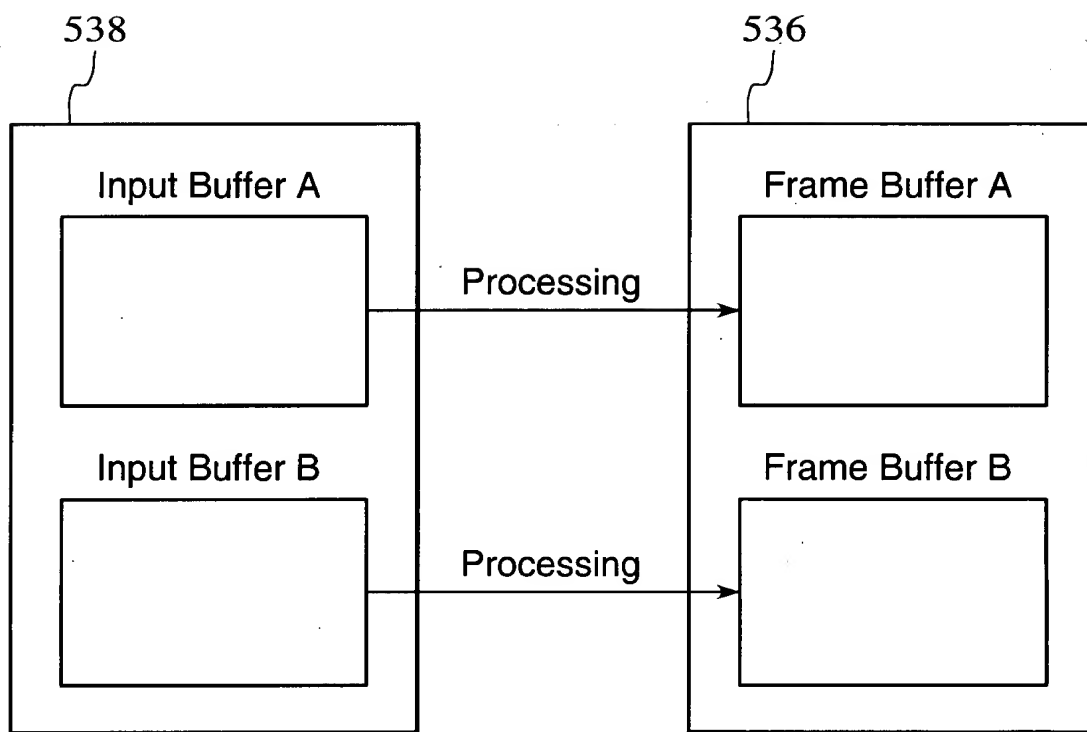 538
536
Input Buffer A
Frame Buffer A
Processing
Input Buffer B
Frame Buffer B
Processing